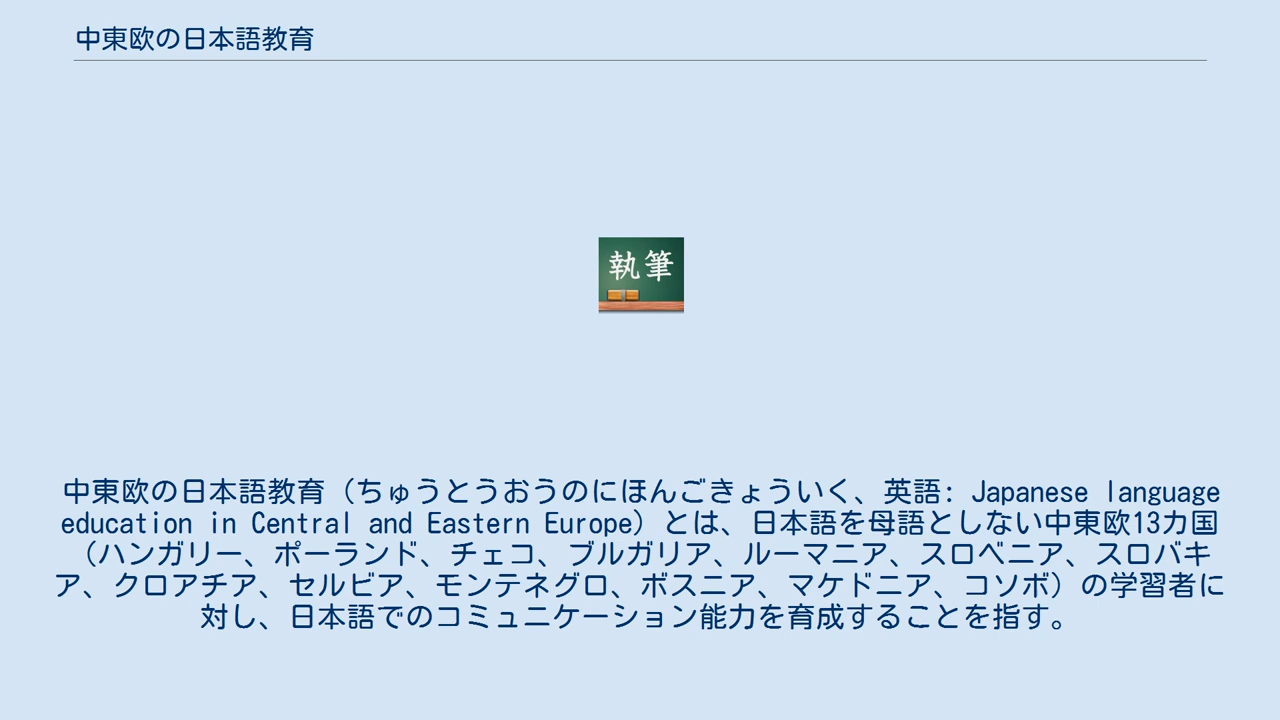 中東欧の日本語教育
執筆
中東欧の日本語教育（ちゅうとうおうのにほんごきょういく、英語: Japanese language
education in Central and Eastern Europe）とは、日本語を母語としない中東欧13カ国
（ハンガリー、ポーランド、チェコ、ブルガリア、ルーマニア、スロベニア、スロバキ
ア、クロアチア、セルビア、モンテネグロ、ボスニア、マケドニア、コソボ）の学習者に
対し、日本語でのコミュニケーション能力を育成することを指す。